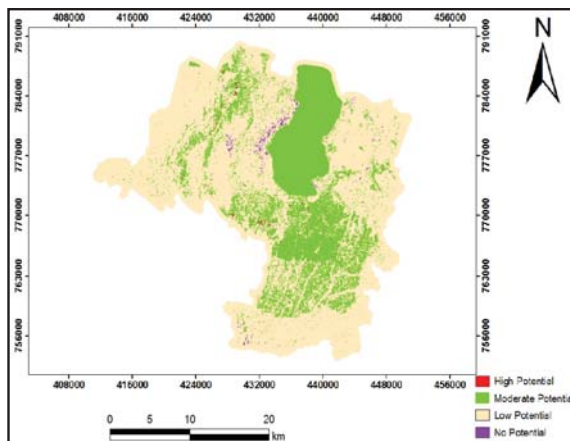 408000 416000 424000 432000 440000 448000 456000
N
791000 791000
784000 784000
777000 777000
770000 770000
763000 763000
756000 756000
408000 416000 424000 432000 440000 448000 456000
High Potential
Moderate Potential
Low Potential
No Potential
0 5 10 20
km